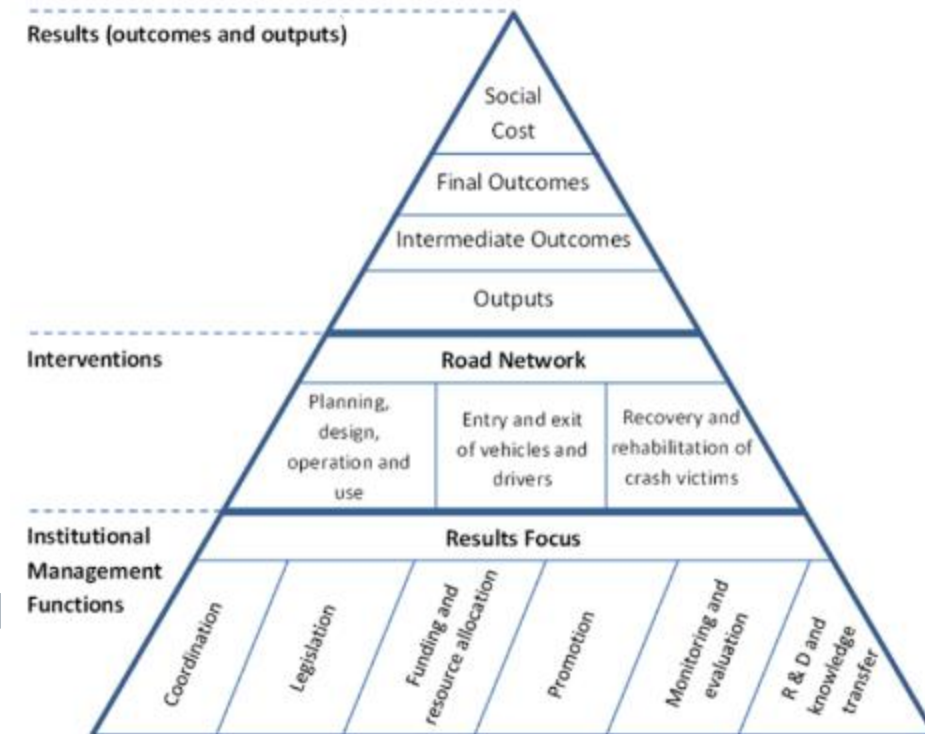 Results (outcomes and outputs)
Social
Cost
Final Outcomes
Intermediate Outcomes
Outputs
Interventions
Road Network
Planning,
design,
operation and
use
Entry and exit
of vehicles and
drivers
Recovery and
rehabilitation of
crash victims
Institutional
Management
Functions
Results Focus
Coordination
Legislation
Funding and
resource allocation
Promotion
Monitoring and
evaluation
R & D and
knowledge
transfer